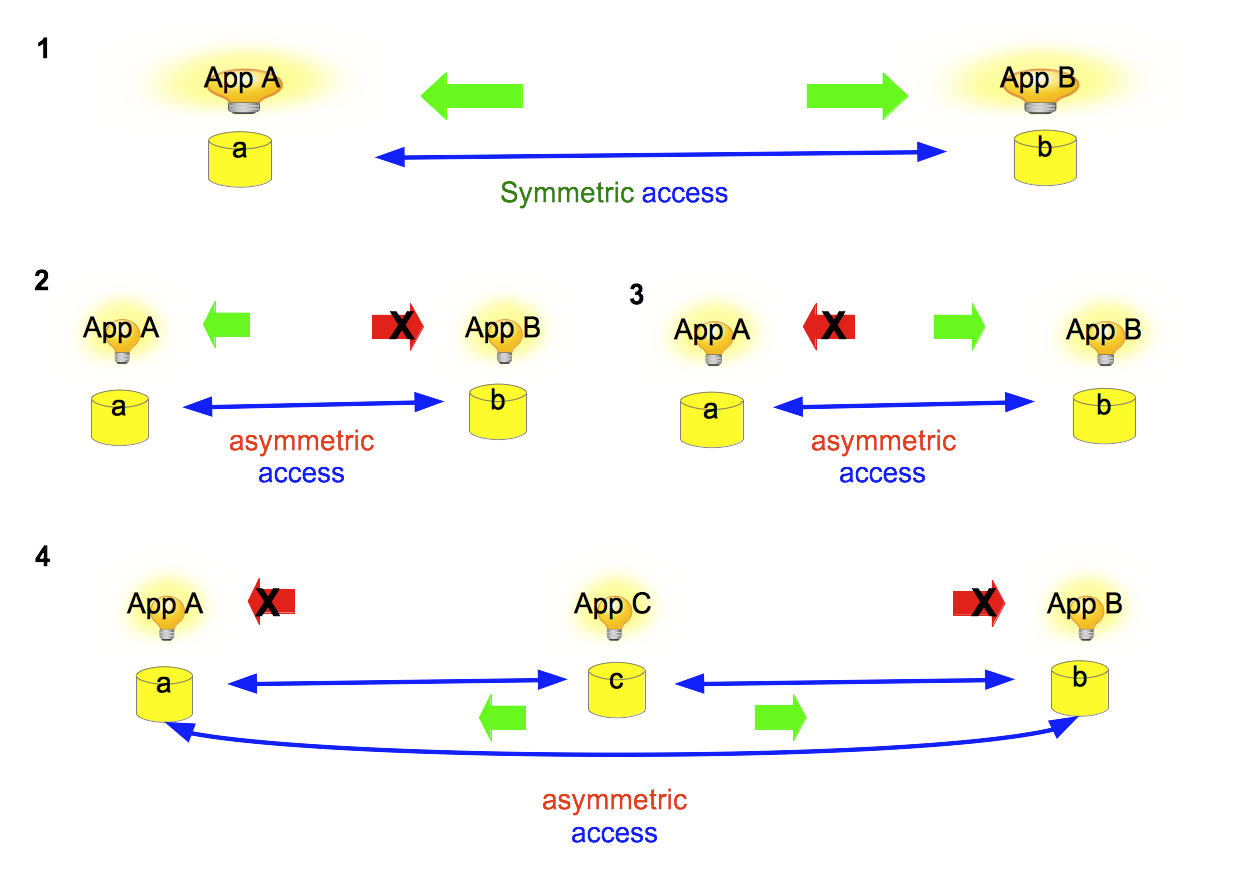 1
App A
App B
a
b
Symmetric access
2
App A
X
App B
a
b
asymmetric
access
3
App A
X
App B
a
b
asymmetric
access
4
App A
X
App C
X
App B
a
c
b
asymmetric
access